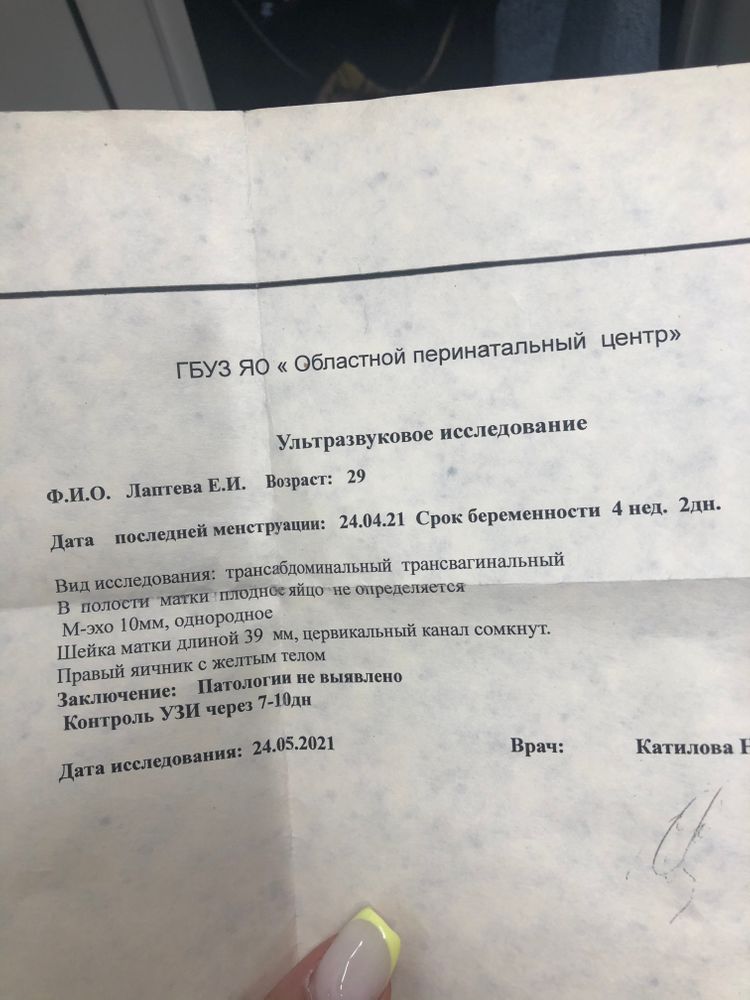 ГБУЗ ЯО « Областной перинатальный центр»
Ультразвуковое исследование
Ф.И.О. Лаптева Е.И. Возраст: 29
Дата последней менструации: 24.04.21 Срок беременности 4 нед. 2дн.
Вид исследования: трансабдоминальный трансвагинальный
В полости матки плодное яйцо не определяется
М-эхо 10мм, однородное
Шейка матки длиной 39 мм, цервикальный канал сомкнут.
Правый яичник с желтым телом
Заключение: Патологии не выявлено
Контроль УЗИ через 7-10дн
Дата исследования: 24.05.2021 Врач: Катилова Н